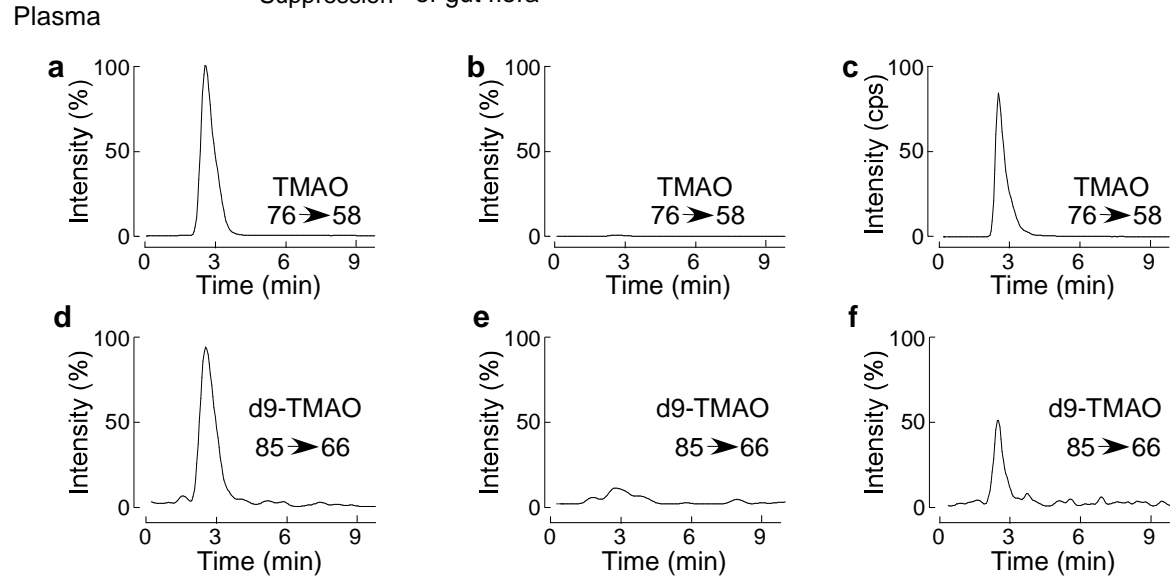 Suppression of gut flora
Plasma
a
100
50
0
Intensity (%)
TMAO
76➤58
0 3 6 9
Time (min)
b
100
50
0
Intensity (%)
TMAO
76➤58
0 3 6 9
Time (min)
c
100
50
0
Intensity (cps)
TMAO
76➤58
0 3 6 9
Time (min)
d
100
50
0
Intensity (%)
d9-TMAO
85➤66
0 3 6 9
Time (min)
e
100
50
0
Intensity (%)
d9-TMAO
85➤66
0 3 6 9
Time (min)
f
100
50
0
Intensity (%)
d9-TMAO
85➤66
0 3 6 9
Time (min)